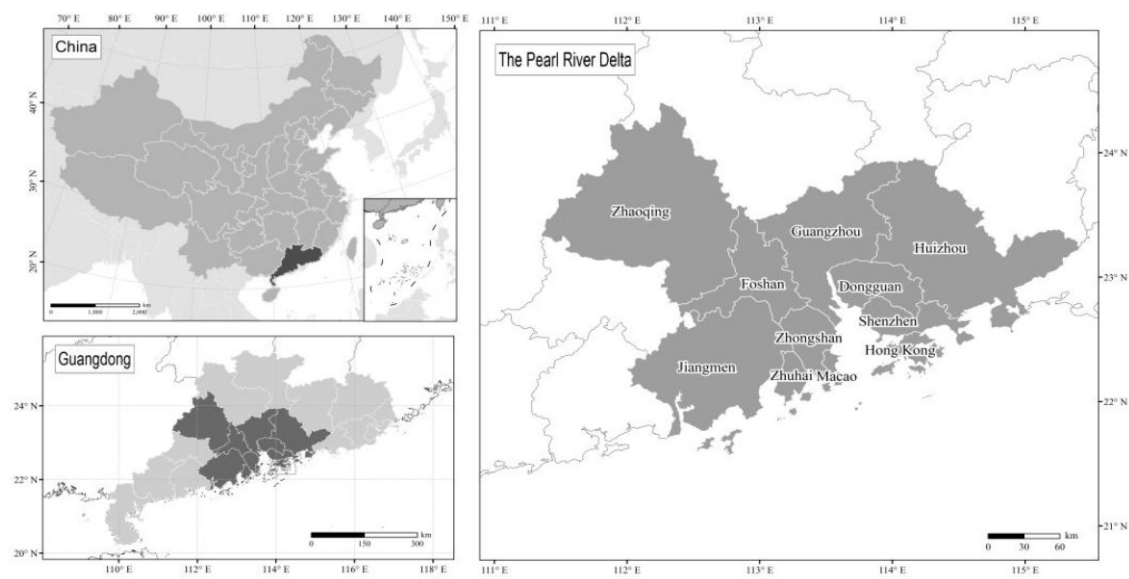 70° E 80° E 90° E 100° E 110° E 120° E 130° E 140° E 150° E
China
40° N
30° N
20° N
0 1,000 2,000 km
Guangdong
24° N
22° N
20° N
0 150 300 km
110° E 112° E 114° E 116° E 118° E
111° E 112° E 113° E 114° E 115° E
The Pearl River Delta
24° N
Zhaoqing
Guangzhou
Huizhou
23° N
Foshan
Dongguan
Shenzhen
Zhongshan
Hong Kong
Jiangmen
Zhuhai Macao
22° N
21° N
0 30 60 km
111° E 112° E 113° E 114° E 115° E